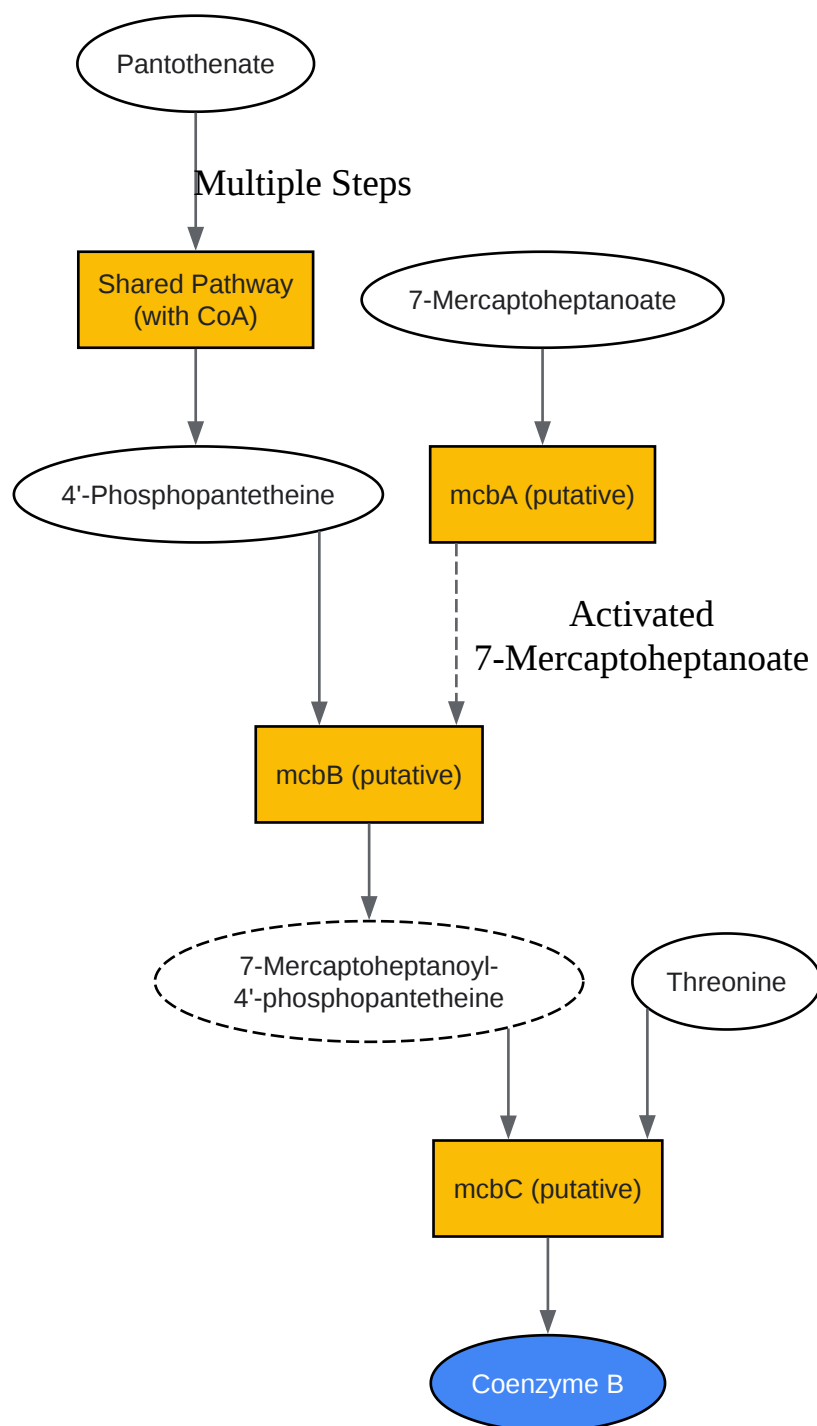 Pantothenate
Multiple Steps
Shared Pathway
(with CoA)
7-Mercaptoheptanoate
4'-Phosphopantetheine
mcbA (putative)
Activated
7-Mercaptoheptanoate
mcbB (putative)
7-Mercaptoheptanoyl-
4'-phosphopantetheine
Threonine
mcbC (putative)
Coenzyme B